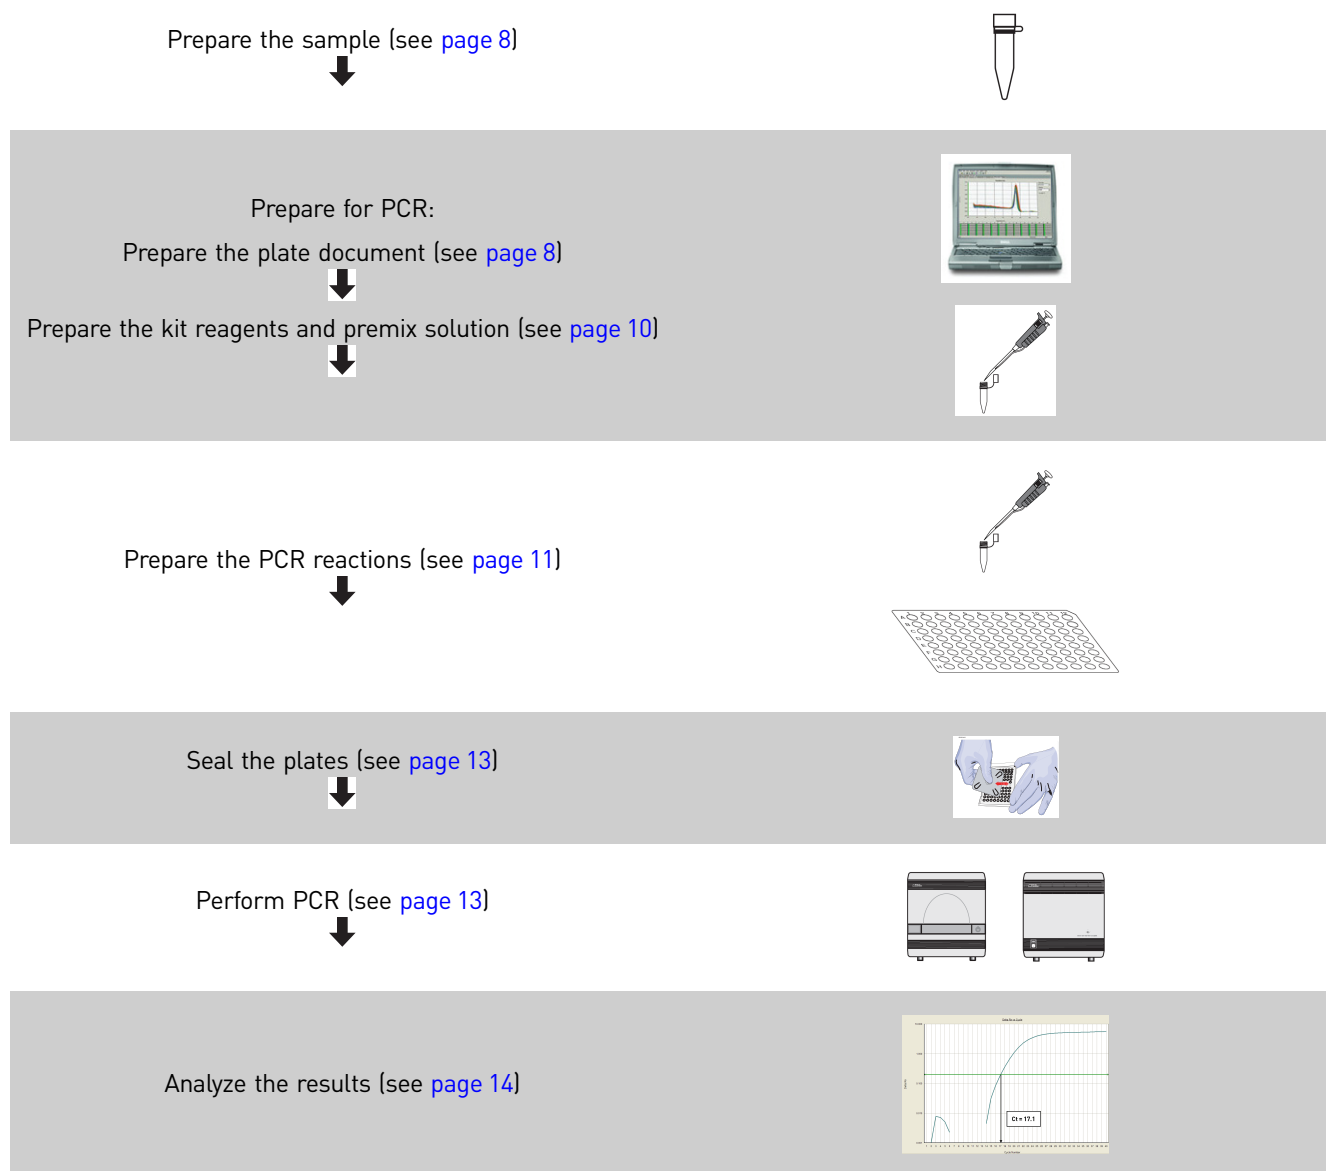 Prepare the sample (see page 8)
Prepare for PCR:
Prepare the plate document (see page 8)
Prepare the kit reagents and premix solution (see page 10)
Prepare the PCR reactions (see page 11)
Seal the plates (see page 13)
Perform PCR (see page 13)
Analyze the results (see page 14)
Ct = 17.1